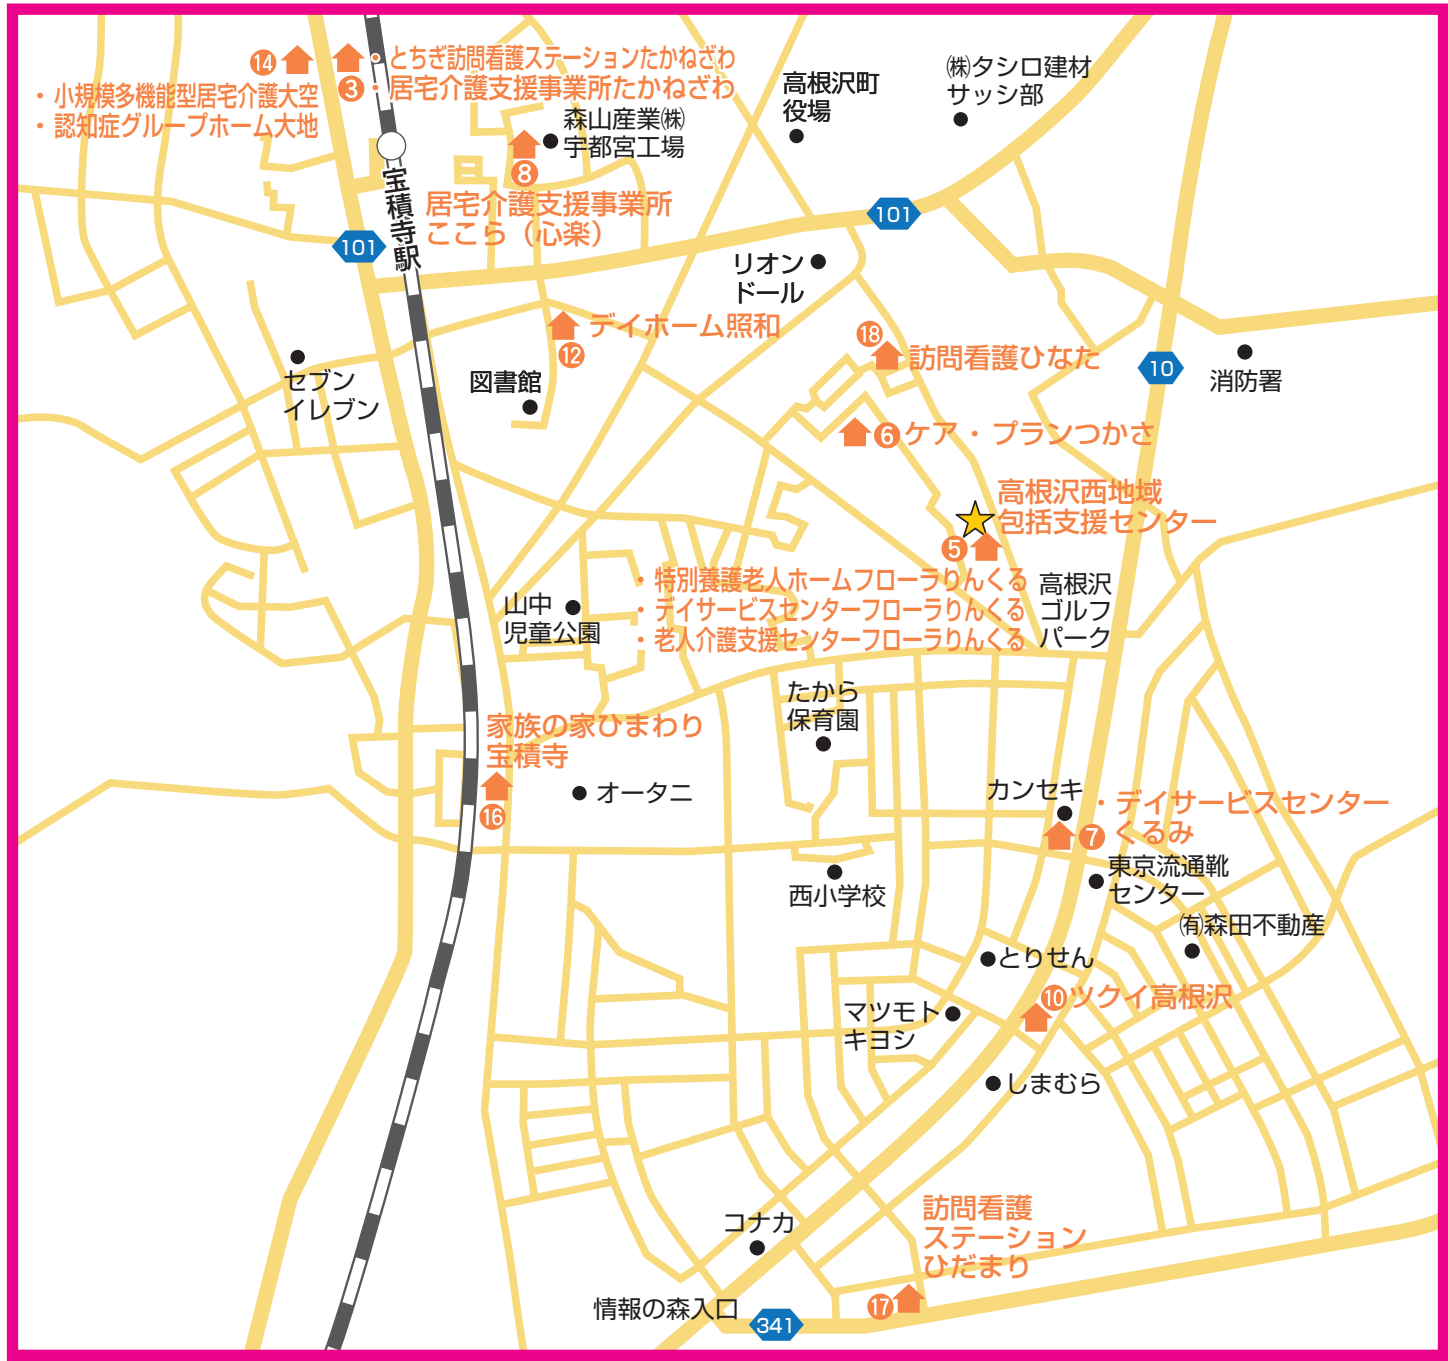 ⑭
・小規模多機能型居宅介護大空
・認知症グループホーム大地
・とちぎ訪問看護ステーションたかねざわ
❸・居宅介護支援事業所たかねざわ
宝積寺駅
森山産業㈱
宇都宮工場
❽
居宅介護支援事業所
ここら（心楽）
高根沢町
役場
㈱タシロ建材
サッシ部
101
101
リオン
ドール
⑫
デイホーム照和
図書館
セブン
イレブン
⑱
訪問看護ひなた
10
消防署
❻ケア・プランつかさ
高根沢西地域
包括支援センター
❺
・特別養護老人ホームフローラりんくる
・デイサービスセンターフローラりんくる
・老人介護支援センターフローラりんくる
高根沢
ゴルフ
パーク
山中
児童公園
たから
保育園
家族の家ひまわり
宝積寺
⑯
オータニ
カンセキ
・デイサービスセンター
❼くるみ
東京流通靴
センター
西小学校
㈲森田不動産
とりせん
❿ツクイ高根沢
マツモト
キヨシ
しまむら
コナカ
訪問看護
ステーション
ひだまり
⑰
情報の森入口
341